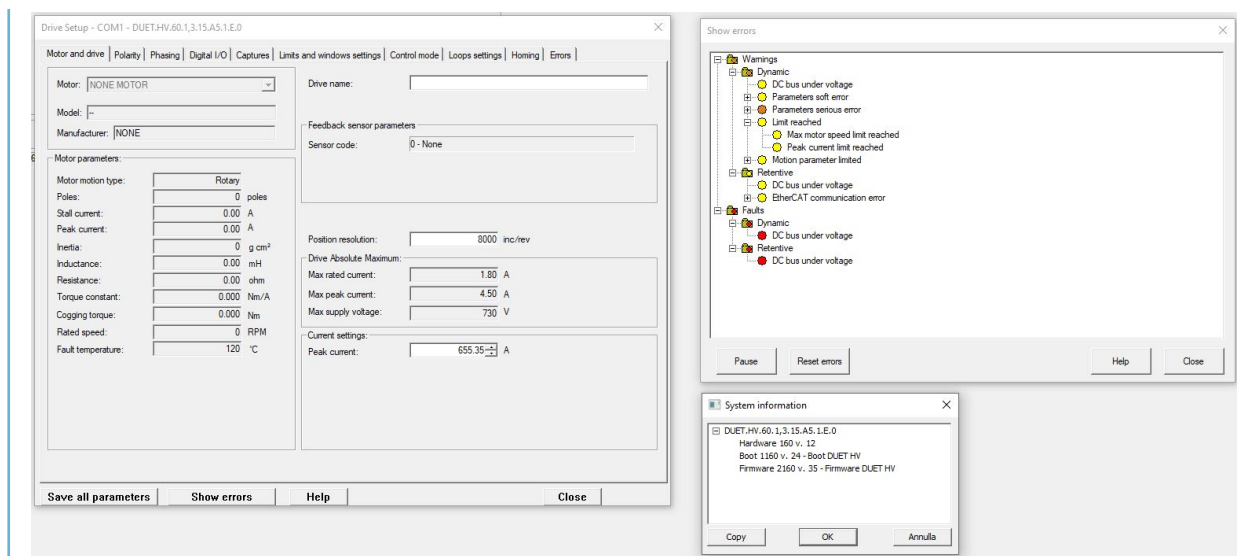 Drive Setup - COM1 - DUET.HV.60.1,3.15.A5.1.E.0
Motor and drive Polarity Phasing Digital I/O Captures Limits and windows settings Control mode Loops settings Homing Errors
Motor: NONE MOTOR
Model: --
Manufacturer: NONE
Motor parameters:
Motor motion type: Rotary
Poles: 0 poles
Stall current: 0.00 A
Peak current: 0.00 A
Inertia: 0 g cm²
Inductance: 0.00 mH
Resistance: 0.00 ohm
Torque constant: 0.000 Nm/A
Cogging torque: 0.000 Nm
Rated speed: 0 RPM
Fault temperature: 120 °C
Drive name:
Feedback sensor parameters
Sensor code: 0 - None
Position resolution: 8000 inc/rev
Drive Absolute Maximum:
Max rated current: 1.80 A
Max peak current: 4.50 A
Max supply voltage: 730 V
Current settings:
Peak current: 655.35 A
Save all parameters Show errors Help Close
Show errors
Warnings
Dynamic
DC bus under voltage
Parameters soft error
Parameters serious error
Limit reached
Max motor speed limit reached
Peak current limit reached
Motion parameter limited
Retentive
DC bus under voltage
EtherCAT communication error
Faults
Dynamic
DC bus under voltage
Retentive
DC bus under voltage
Pause Reset errors Help Close
System information
DUET.HV.60.1,3.15.A5.1.E.0
Hardware 160 v. 12
Boot 1160 v. 24 - Boot DUET HV
Firmware 2160 v. 35 - Firmware DUET HV
Copy OK Annulla